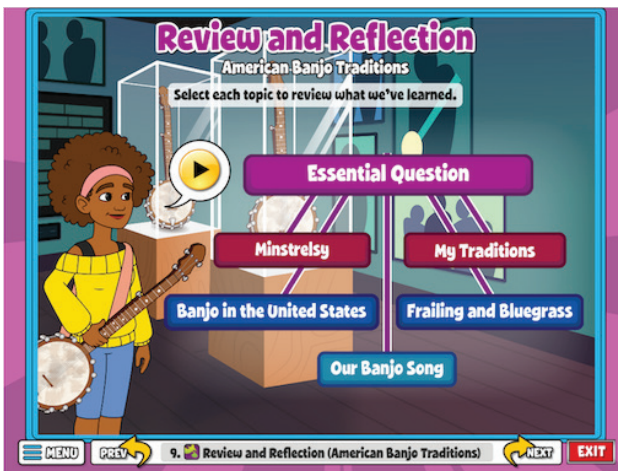 Review and Reflection
American Banjo Traditions
Select each topic to review what we've learned.
Essential Question
Minstrelsy
My Traditions
Banjo in the United States
Frailing and Bluegrass
Our Banjo Song
MENU
PREV
9. Review and Reflection (American Banjo Traditions)
NEXT
EXIT